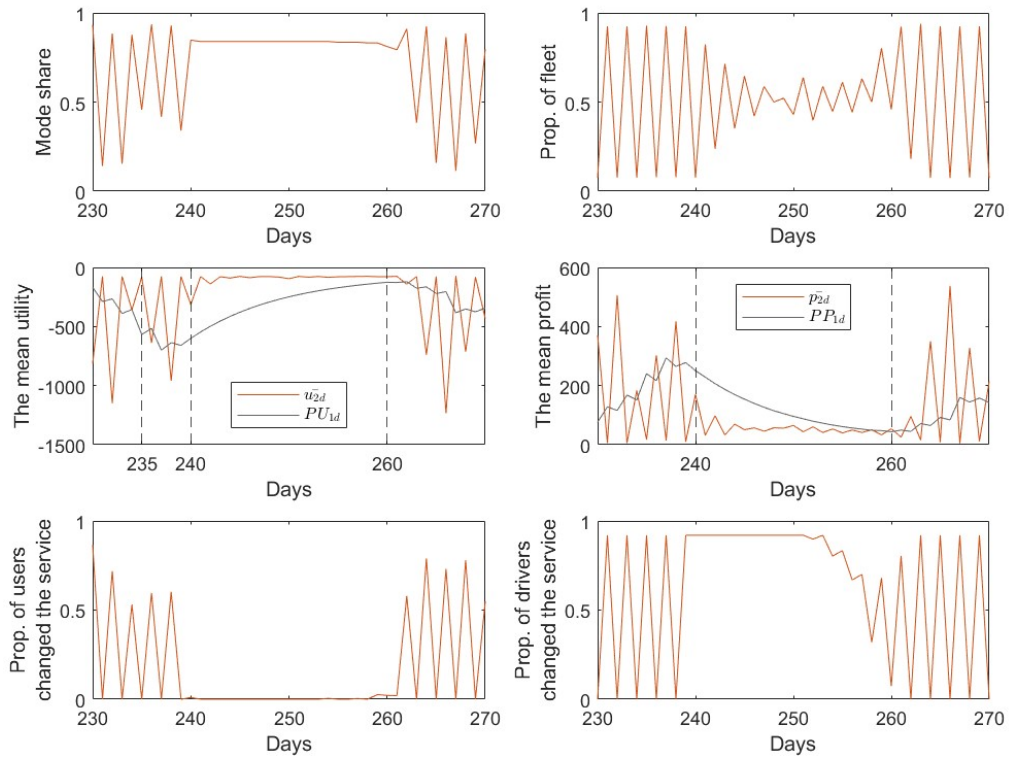 1
0.5
0
Mode share
230 240 250 260 270
Days
1
0.5
0
Prop. of fleet
230 240 250 260 270
Days
0
-500
-1000
-1500
The mean utility
235 240 260
Days
ū2d
PU1d
600
400
200
0
The mean profit
240 260
Days
p̄2d
PP1d
1
0.5
0
Prop. of users
changed the service
230 240 250 260 270
Days
1
0.5
0
Prop. of drivers
changed the service
230 240 250 260 270
Days